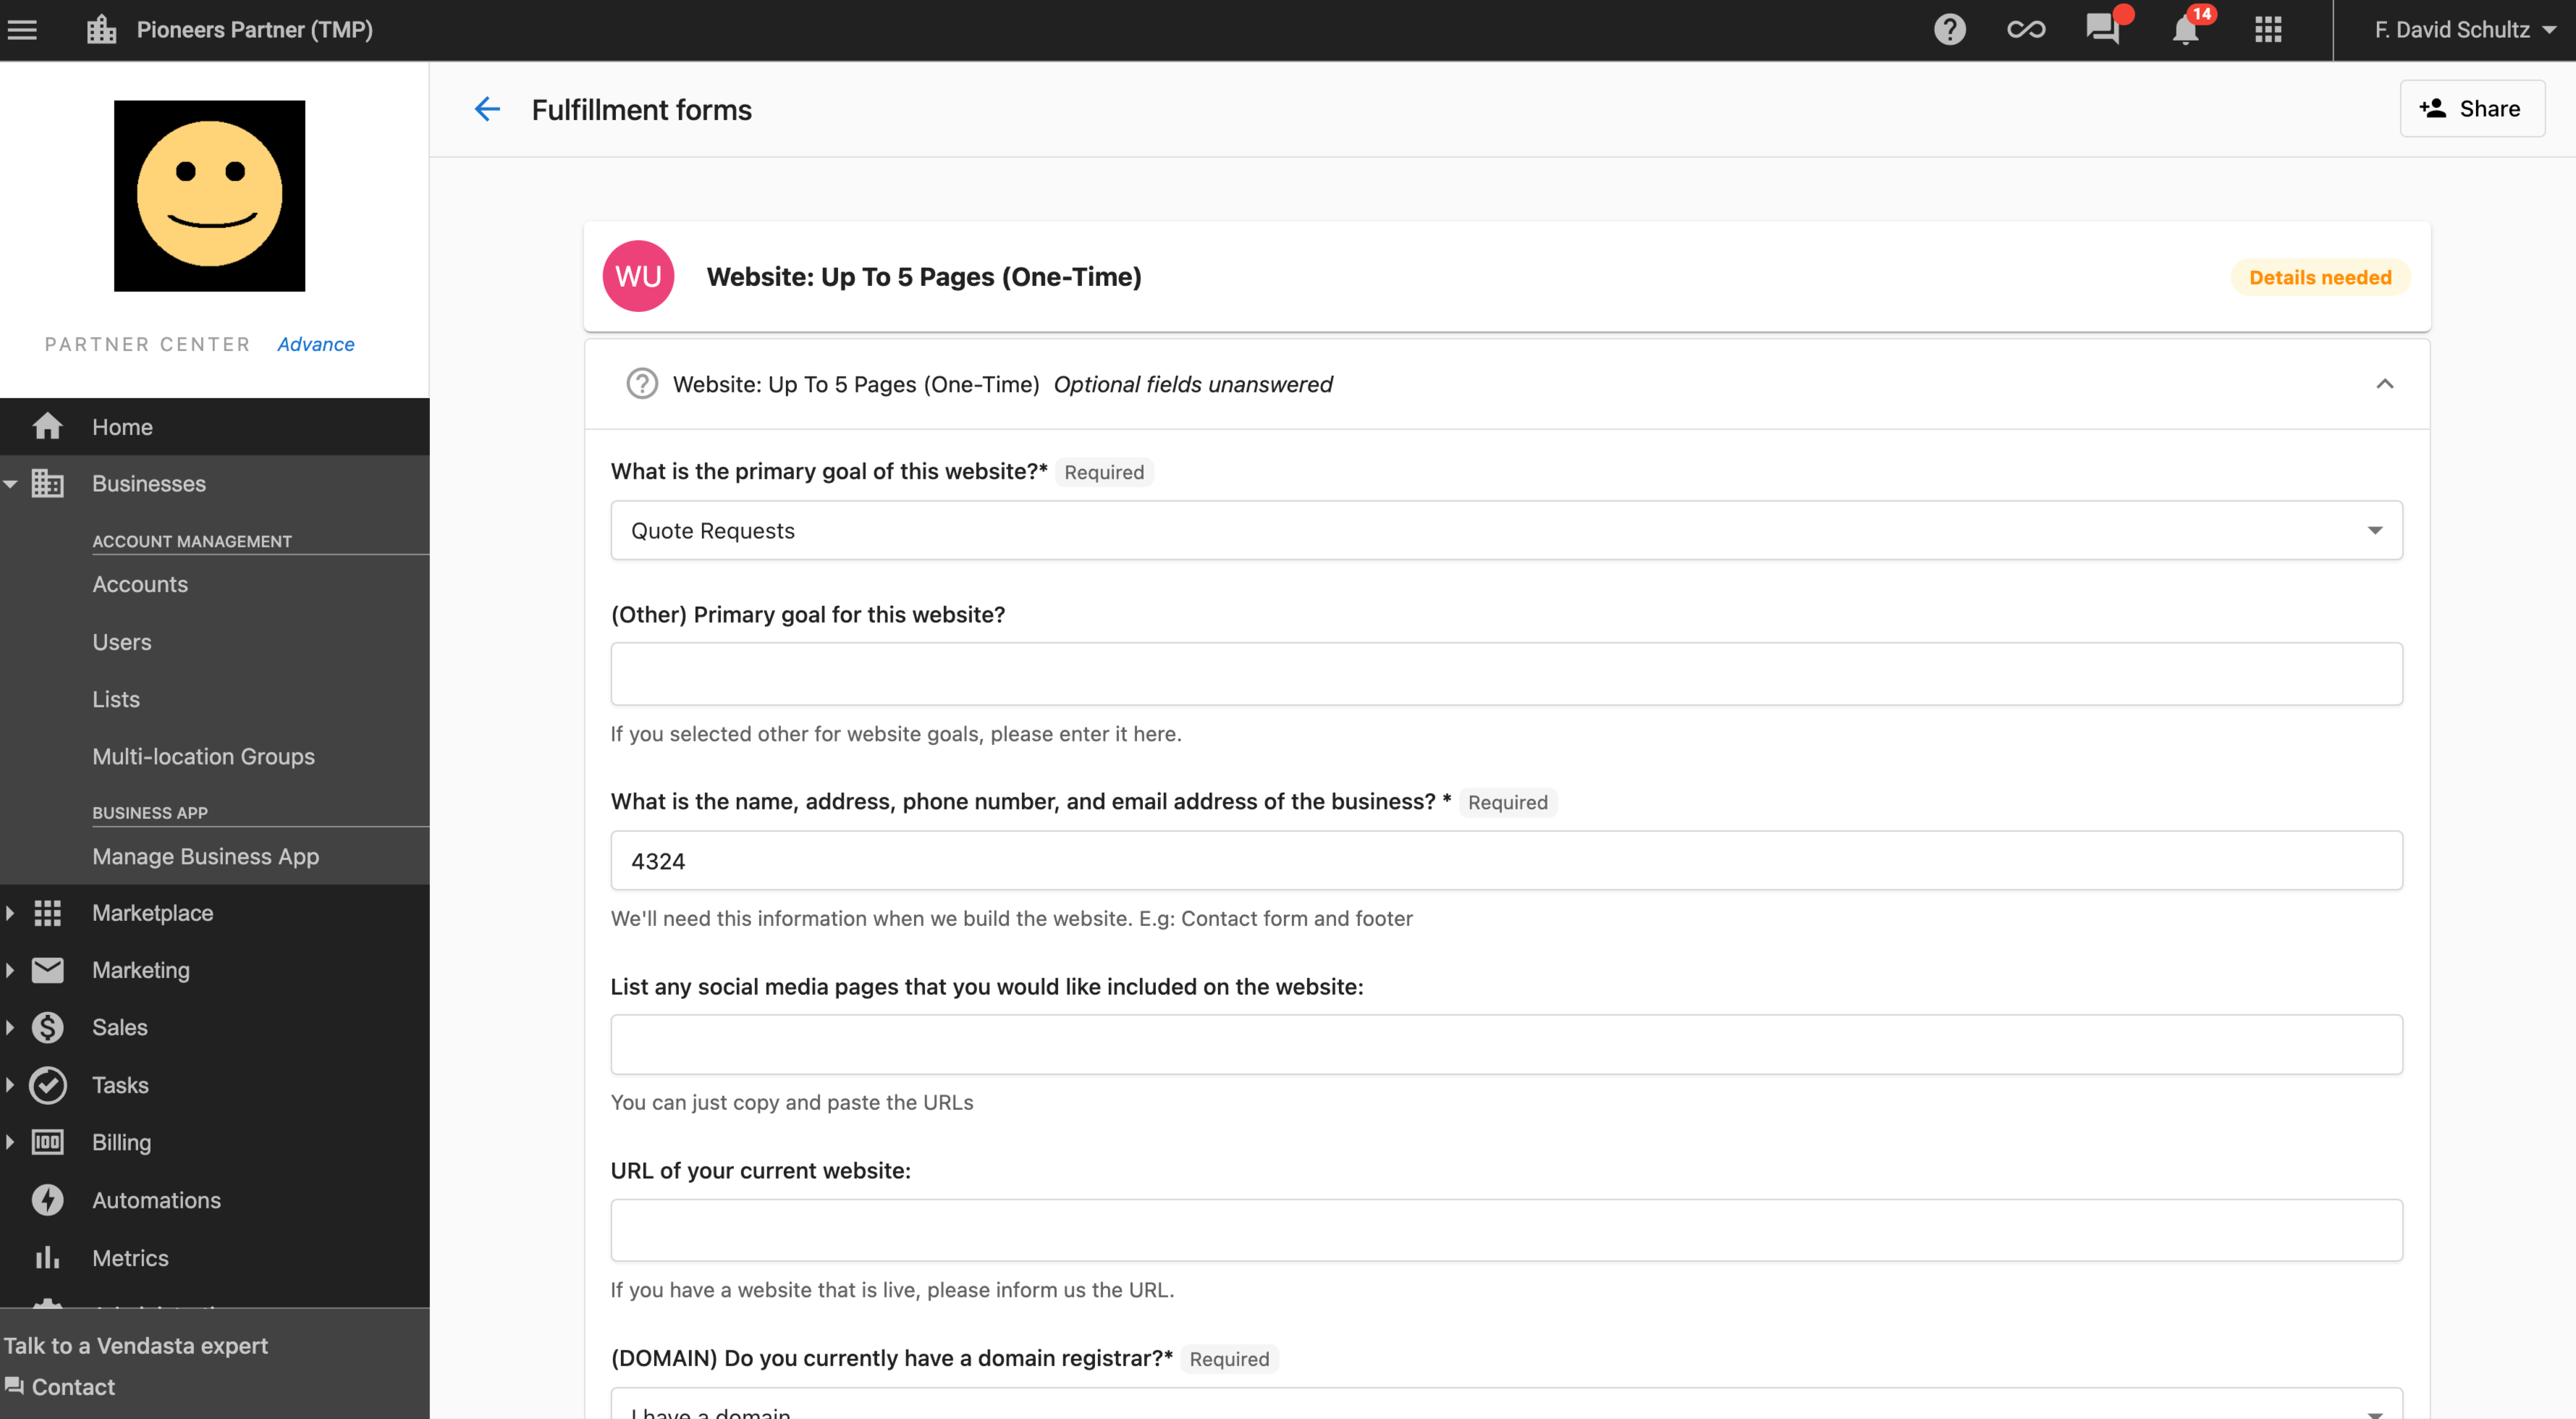 Pioneers Partner (TMP)
14
F. David Schultz
Fulfillment forms
Share
PARTNER CENTER Advance
Home
Businesses
ACCOUNT MANAGEMENT
Accounts
Users
Lists
Multi-location Groups
BUSINESS APP
Manage Business App
Marketplace
Marketing
Sales
Tasks
Billing
Automations
Metrics
Talk to a Vendasta expert
Contact
WU
Website: Up To 5 Pages (One-Time)
Details needed
Website: Up To 5 Pages (One-Time) Optional fields unanswered
What is the primary goal of this website?* Required
Quote Requests
(Other) Primary goal for this website?
If you selected other for website goals, please enter it here.
What is the name, address, phone number, and email address of the business? * Required
4324
We'll need this information when we build the website. E.g: Contact form and footer
List any social media pages that you would like included on the website:
You can just copy and paste the URLs
URL of your current website:
If you have a website that is live, please inform us the URL.
(DOMAIN) Do you currently have a domain registrar?* Required
I have a domain